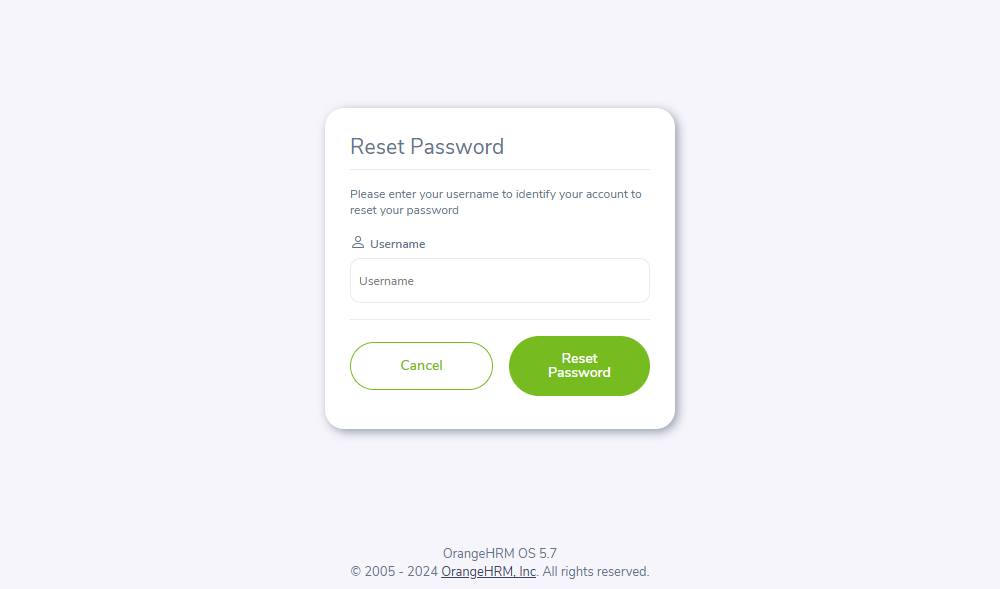 Reset Password
Please enter your username to identify your account to
reset your password
Username
Username
Cancel
Reset
Password
OrangeHRM OS 5.7
© 2005 - 2024 OrangeHRM, Inc. All rights reserved.